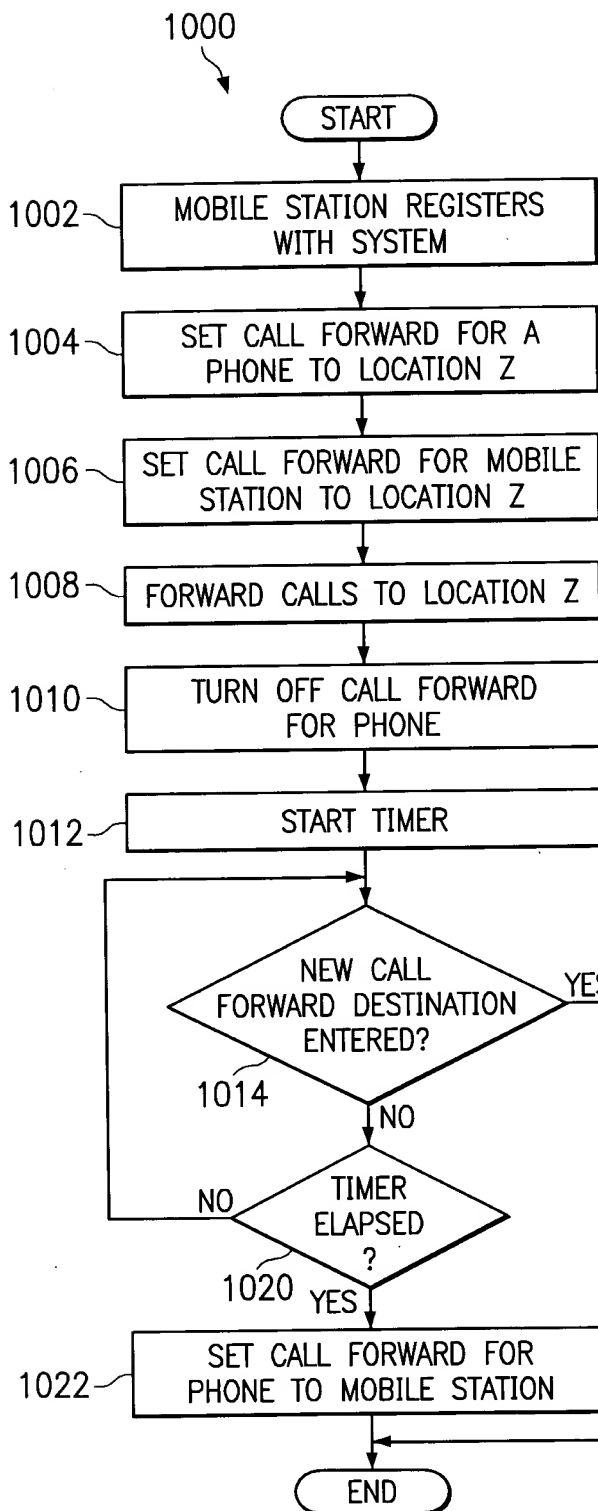 1000
START
1002
MOBILE STATION REGISTERS
WITH SYSTEM
1004
SET CALL FORWARD FOR A
PHONE TO LOCATION Z
1006
SET CALL FORWARD FOR MOBILE
STATION TO LOCATION Z
1008
FORWARD CALLS TO LOCATION Z
1010
TURN OFF CALL FORWARD
FOR PHONE
1012
START TIMER
NEW CALL
FORWARD DESTINATION
ENTERED?
YES
1014
NO
TIMER
ELAPSED
?
NO
1020
YES
1022
SET CALL FORWARD FOR
PHONE TO MOBILE STATION
END